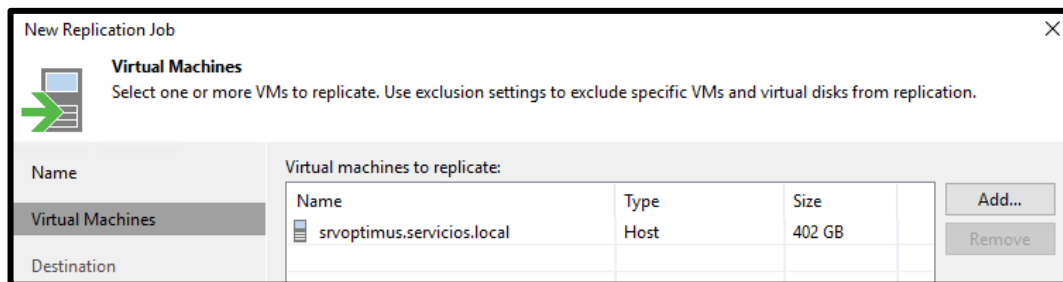 New Replication Job
Virtual Machines
Select one or more VMs to replicate. Use exclusion settings to exclude specific VMs and virtual disks from replication.
Name
Virtual Machines
Destination
Virtual machines to replicate:
Name Type Size
srvoptimus.servicios.local Host 402 GB
Add...
Remove